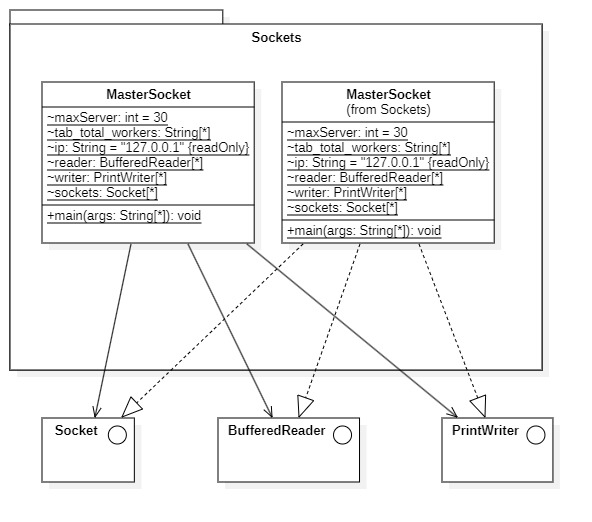 Sockets
MasterSocket
~maxServer: int = 30
~tab_total_workers: String[*]
~ip: String = "127.0.0.1" {readOnly}
~reader: BufferedReader[*]
~writer: PrintWriter[*]
~sockets: Socket[*]
+main(args: String[*]): void
MasterSocket
(from Sockets)
~maxServer: int = 30
~tab_total_workers: String[*]
~ip: String = "127.0.0.1" {readOnly}
~reader: BufferedReader[*]
~writer: PrintWriter[*]
~sockets: Socket[*]
+main(args: String[*]): void
Socket
BufferedReader
PrintWriter